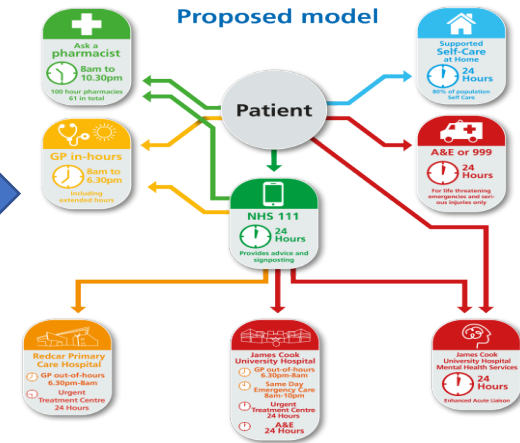 Proposed model
Ask a
pharmacist
8am to
10.30pm
100 hour pharmacies
61 in total
Supported
Self-Care
at Home
24
Hours
80% of population
Self Care
Patient
GP in-hours
8am to
6.30pm
including
extended hours
A&E or 999
24
Hours
For life threatening
emergencies and seri-
ous injuries only
NHS 111
24
Hours
Provides advice and
signposting
Redcar Primary
Care Hospital
GP out-of-hours
6.30pm-8am
Urgent
Treatment Centre
24 Hours
James Cook
University Hospital
GP out-of-hours
6.30pm-8am
Same Day
Emergency Care
8am-10pm
Urgent
Treatment Centre
24 Hours
A&E
24 Hours
James Cook
University Hospital
Mental Health Services
24
Hours
Enhanced Acute Liaison